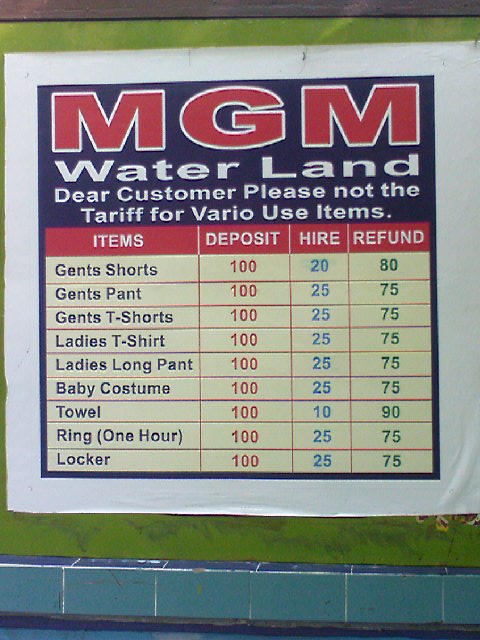 MGM
Water Land
Dear Customer Please not the
Tariff for Vario Use Items.
ITEMS DEPOSIT HIRE REFUND
Gents Shorts 100 20 80
Gents Pant 100 25 75
Gents T-Shorts 100 25 75
Ladies T-Shirt 100 25 75
Ladies Long Pant 100 25 75
Baby Costume 100 25 75
Towel 100 10 90
Ring (One Hour) 100 25 75
Locker 100 25 75